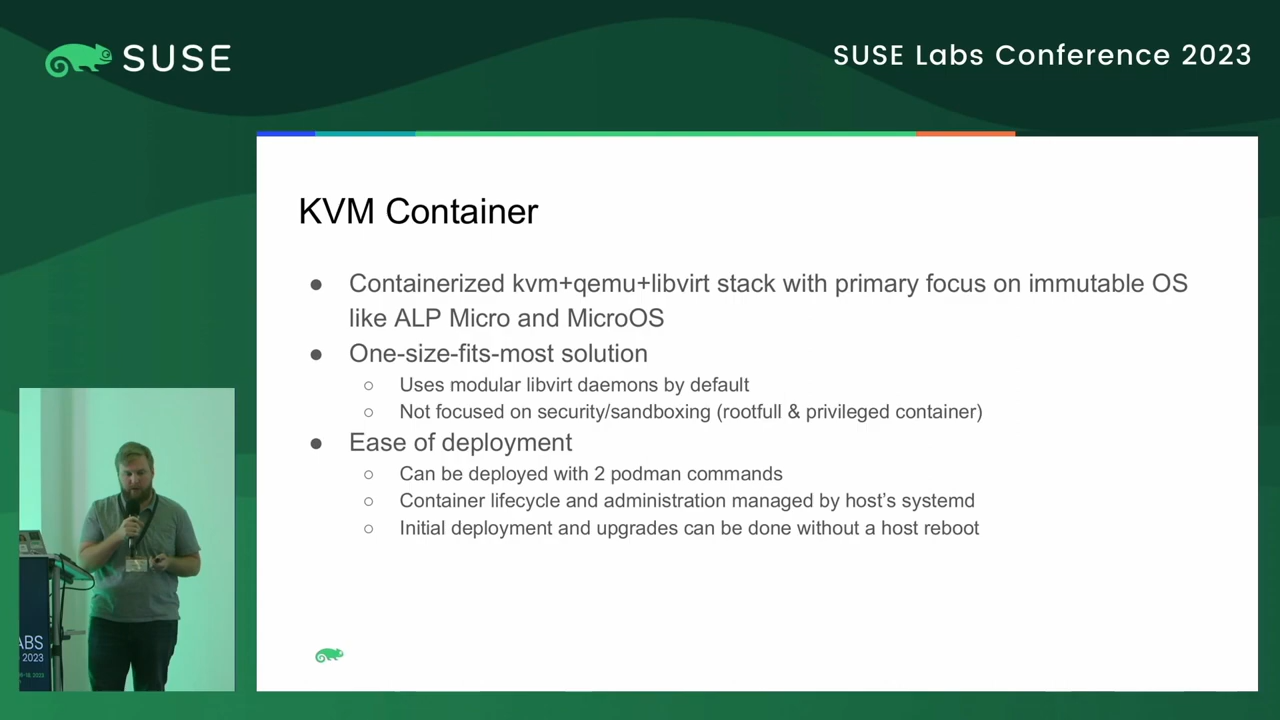 SUSE
SUSE Labs Conference 2023
KVM Container
● Containerized kvm+qemu+libvirt stack with primary focus on immutable OS
like ALP Micro and MicroOS
● One-size-fits-most solution
○ Uses modular libvirt daemons by default
○ Not focused on security/sandboxing (rootfull & privileged container)
● Ease of deployment
○ Can be deployed with 2 podman commands
○ Container lifecycle and administration managed by host's systemd
○ Initial deployment and upgrades can be done without a host reboot
ABS
2023